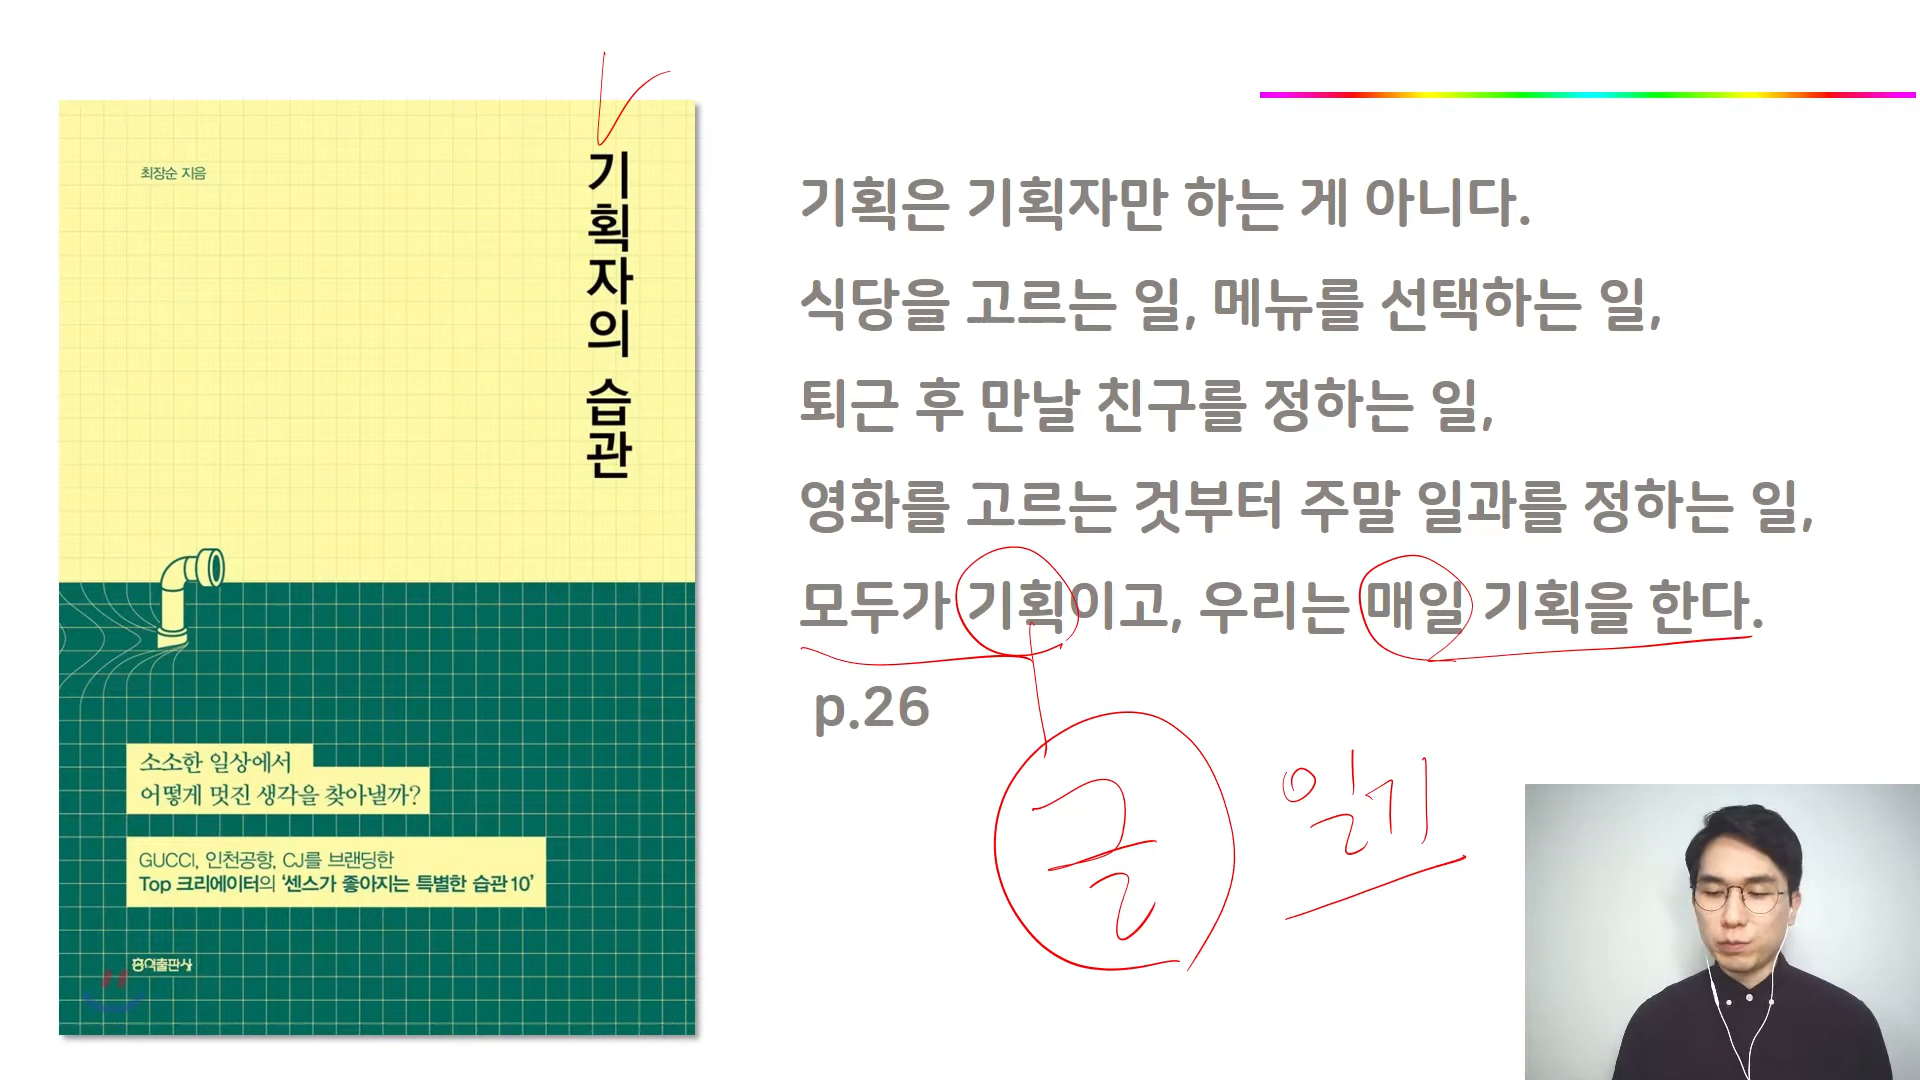 최장순 지음
기획자의 습관
소소한 일상에서
어떻게 멋진 생각을 찾아낼까?
GUCCI, 인천공항, CJ를 브랜딩한
Top 크리에이터의 ‘센스가 좋아지는 특별한 습관 10’
홍익출판사
기획은 기획자만 하는 게 아니다.
식당을 고르는 일, 메뉴를 선택하는 일,
퇴근 후 만날 친구를 정하는 일,
영화를 고르는 것부터 주말 일과를 정하는 일,
모두가 기획이고, 우리는 매일 기획을 한다.
p.26
글
일기